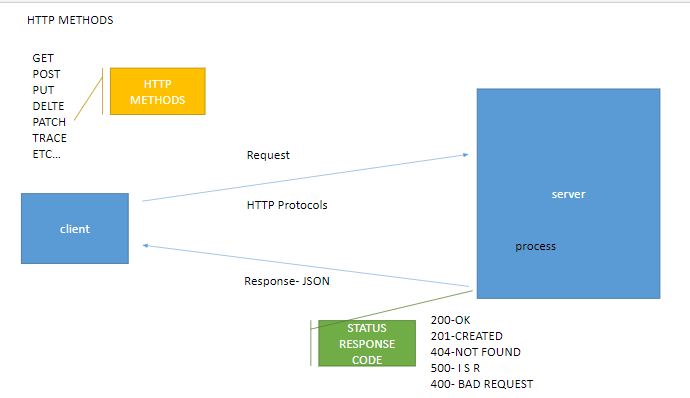 HTTP METHODS
GET
POST
PUT
DELTE
PATCH
TRACE
ETC...
HTTP
METHODS
Request
HTTP Protocols
client
server
process
Response- JSON
STATUS
RESPONSE
CODE
200-OK
201-CREATED
404-NOT FOUND
500- I S R
400- BAD REQUEST